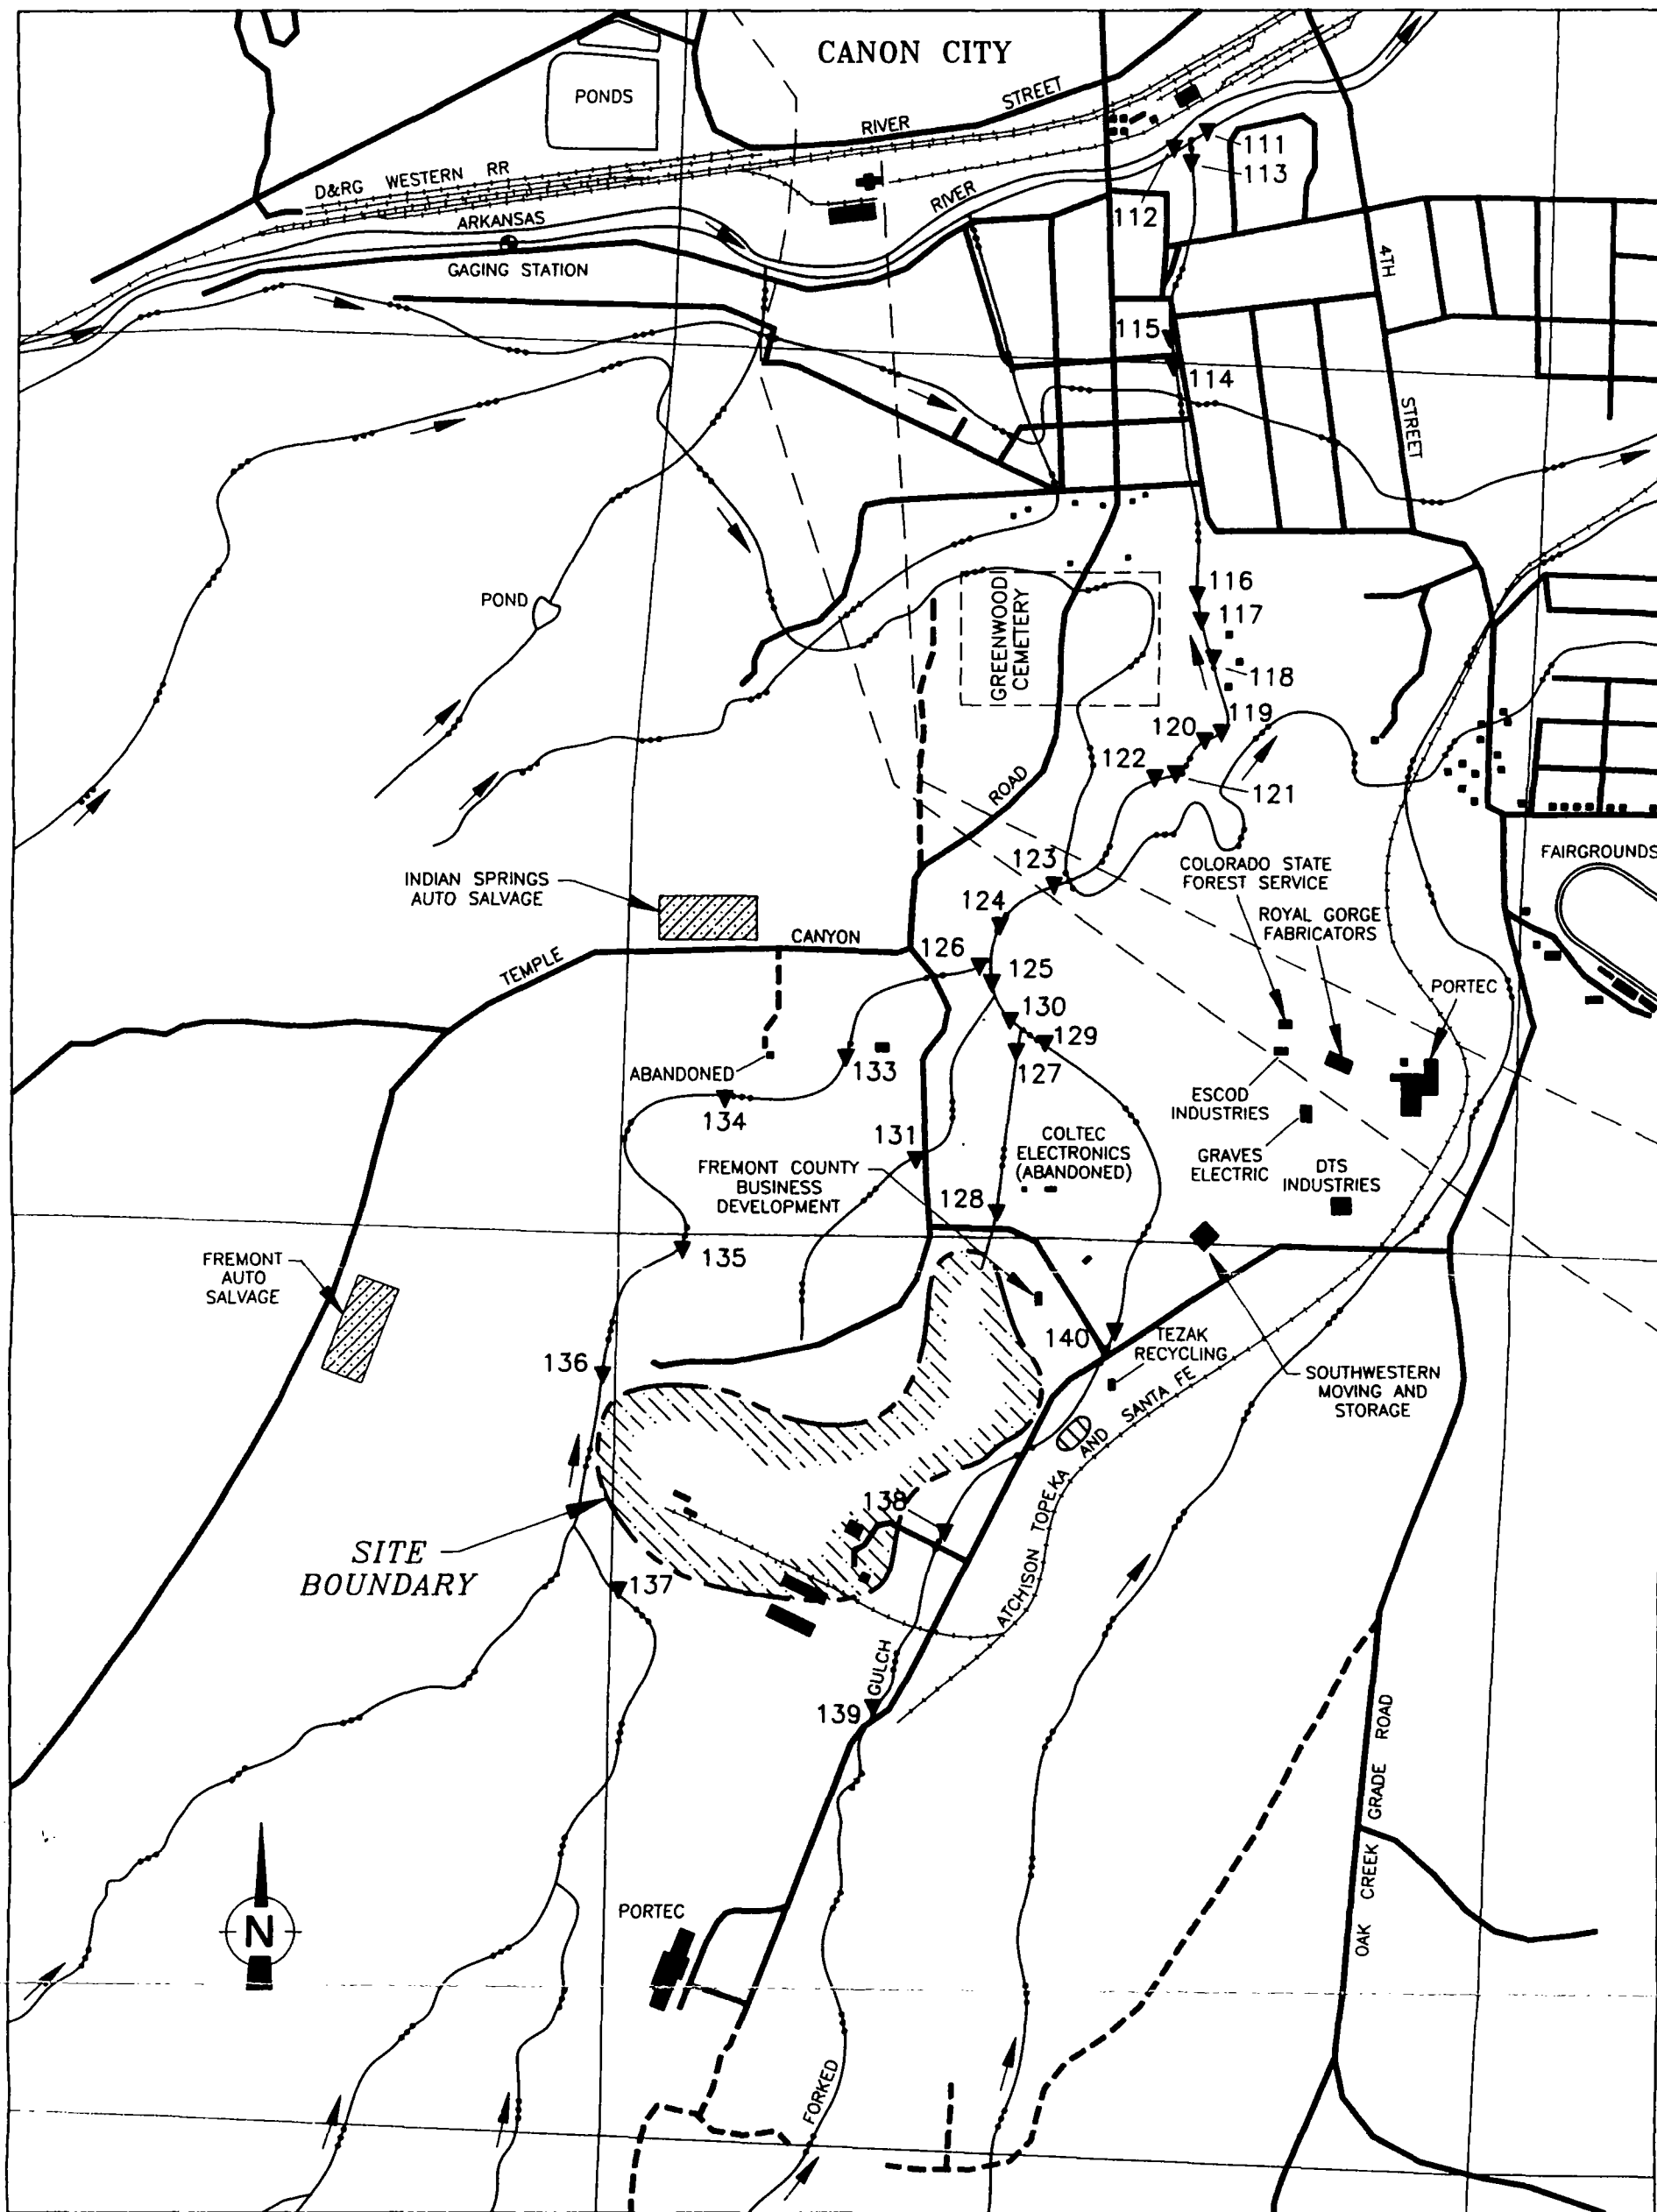 CANON CITY
PONDS
RIVER
STREET
D&RG WESTERN RR
ARKANSAS
RIVER
GAGING STATION
111
113
112
4TH
STREET
115
114
POND
GREENWOOD
CEMETERY
116
117
118
119
120
122
121
ROAD
123
124
INDIAN SPRINGS
AUTO SALVAGE
COLORADO STATE
FOREST SERVICE
ROYAL GORGE
FABRICATORS
FAIRGROUNDS
TEMPLE
CANYON
126
125
130
129
127
PORTEC
ABANDONED
133
134
131
ESCOD
INDUSTRIES
GRAVES
ELECTRIC
DTS
INDUSTRIES
COLTEC
ELECTRONICS
(ABANDONED)
FREMONT COUNTY
BUSINESS
DEVELOPMENT
128
135
FREMONT
AUTO
SALVAGE
136
140
TEZAK
RECYCLING
SOUTHWESTERN
MOVING AND
STORAGE
ATCHISON TOPEKA AND SANTA FE
138
SITE
BOUNDARY
137
GULCH
139
OAK CREEK GRADE ROAD
PORTEC
N
FORKED